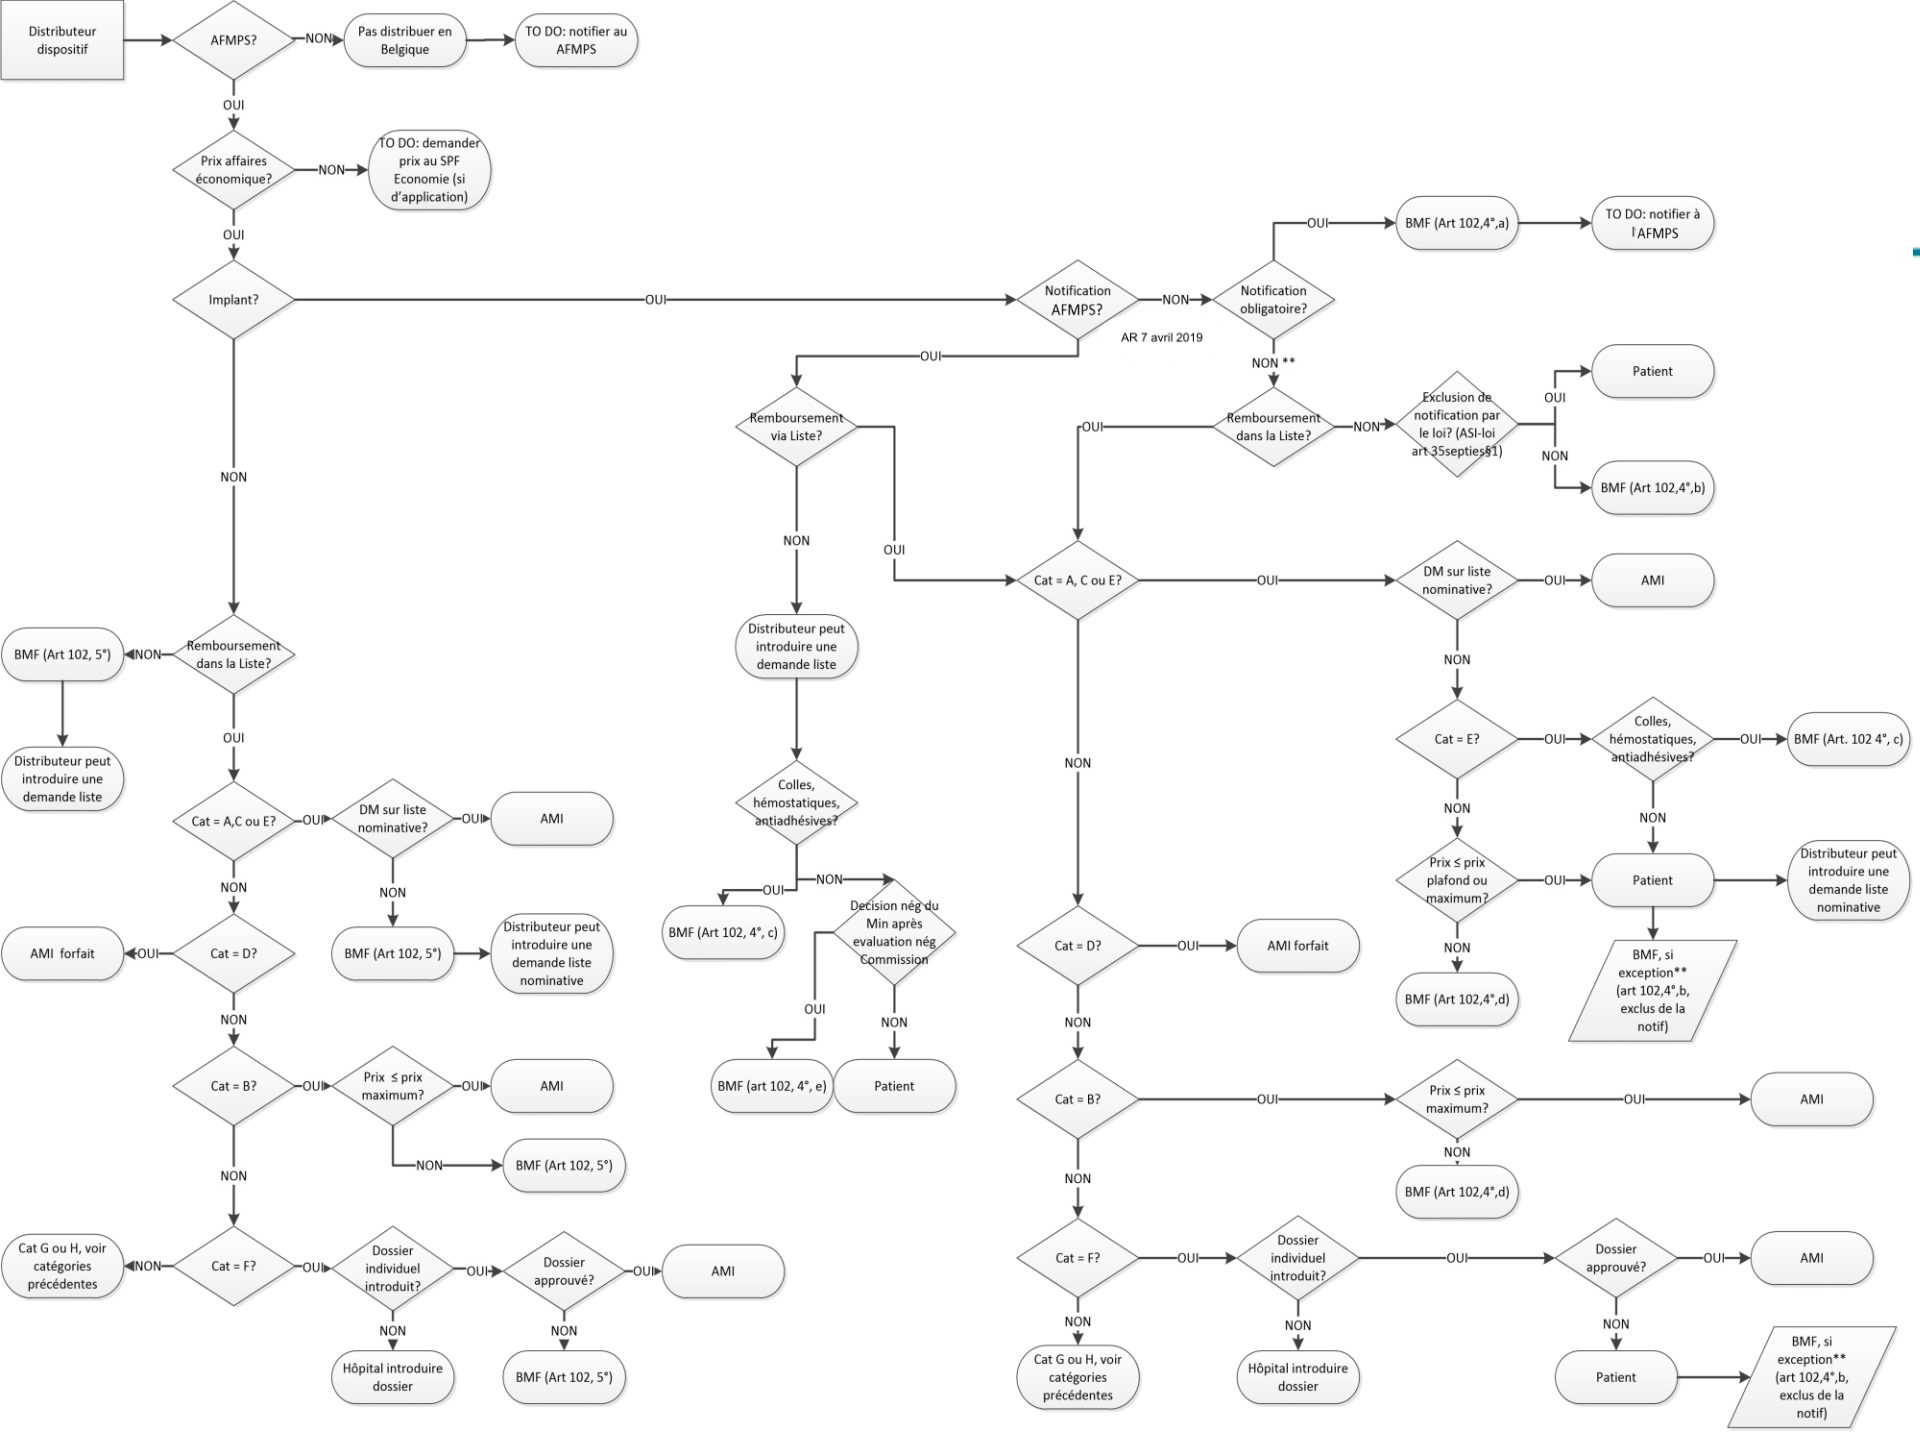 Distributeur
dispositif
AFMPS?
NON
Pas distribuer en
Belgique
TO DO: notifier au
AFMPS
OUI
Prix affaires
économique?
NON
TO DO: demander
prix au SPF
Economie (si
d'application)
OUI
Implant?
OUI
Notification
AFMPS?
NON
Notification
obligatoire?
OUI
BMF (Art 102,4°,a)
TO DO: notifier à
l'AFMPS
AR 7 avril 2019
OUI
NON **
Remboursement
via Liste?
OUI
Remboursement
dans la Liste?
NON
Exclusion de
notification par
le loi? (ASI-loi
art 35septies§1)
OUI
Patient
NON
BMF (Art 102,4°,b)
NON
NON
OUI
Cat = A, C ou E?
OUI
DM sur liste
nominative?
OUI
AMI
NON
Distributeur peut
introduire une
demande liste
BMF (Art 102, 5°)
NON
Remboursement
dans la Liste?
Distributeur peut
introduire une
demande liste
OUI
Cat = A,C ou E?
OUI
DM sur liste
nominative?
OUI
AMI
NON
NON
BMF (Art 102, 5°)
Distributeur peut
introduire une
demande liste
nominative
AMI forfait
OUI
Cat = D?
NON
Cat = B?
OUI
Prix ≤ prix
maximum?
OUI
AMI
NON
BMF (Art 102, 5°)
NON
Cat G ou H, voir
catégories
précédentes
NON
Cat = F?
OUI
Dossier
individuel
introduit?
OUI
Dossier
approuvé?
OUI
AMI
NON
Hôpital introduire
dossier
NON
BMF (Art 102, 5°)
Colles,
hémostatiques,
antiadhésives?
OUI
NON
BMF (Art 102, 4°, c)
Decision nég du
Min après
evaluation nég
Commission
OUI
NON
BMF (art 102, 4°, e)
Patient
Cat = E?
OUI
Colles,
hémostatiques,
antiadhésives?
OUI
BMF (Art. 102 4°, c)
NON
NON
Prix ≤ prix
plafond ou
maximum?
OUI
Patient
Distributeur peut
introduire une
demande liste
nominative
NON
BMF (Art 102,4°,d)
BMF, si
exception**
(art 102,4°,b,
exclus de la
notif)
NON
Cat = D?
OUI
AMI forfait
NON
Cat = B?
OUI
Prix ≤ prix
maximum?
OUI
AMI
NON
BMF (Art 102,4°,d)
NON
Cat = F?
OUI
Dossier
individuel
introduit?
OUI
Dossier
approuvé?
OUI
AMI
NON
Cat G ou H, voir
catégories
précédentes
NON
Hôpital introduire
dossier
NON
Patient
BMF, si
exception**
(art 102,4°,b,
exclus de la
notif)